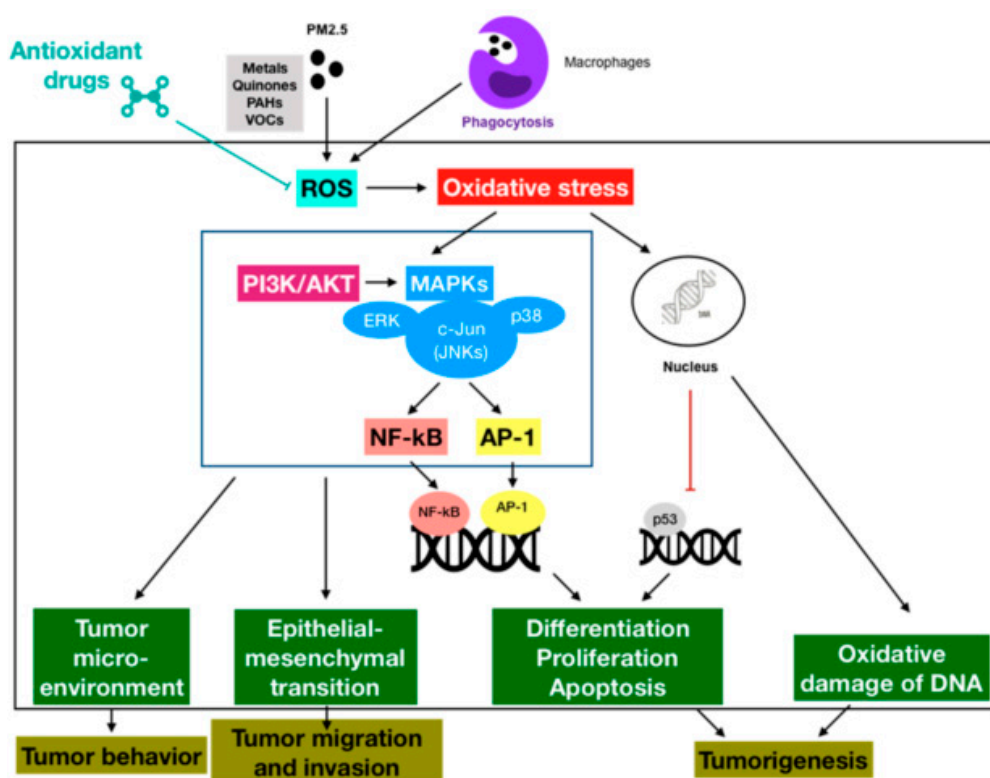 PM2.5
Antioxidant
drugs
Metals
Quinones
PAHs
VOCs
Macrophages
Phagocytosis
ROS
Oxidative stress
PI3K/AKT
MAPKs
ERK
p38
c-Jun
(JNKs)
Nucleus
NF-kB
AP-1
NF-kB
AP-1
p53
Tumor
micro-
environment
Epithelial-
mesenchymal
transition
Differentiation
Proliferation
Apoptosis
Oxidative
damage of DNA
Tumor behavior
Tumor migration
and invasion
Tumorigenesis